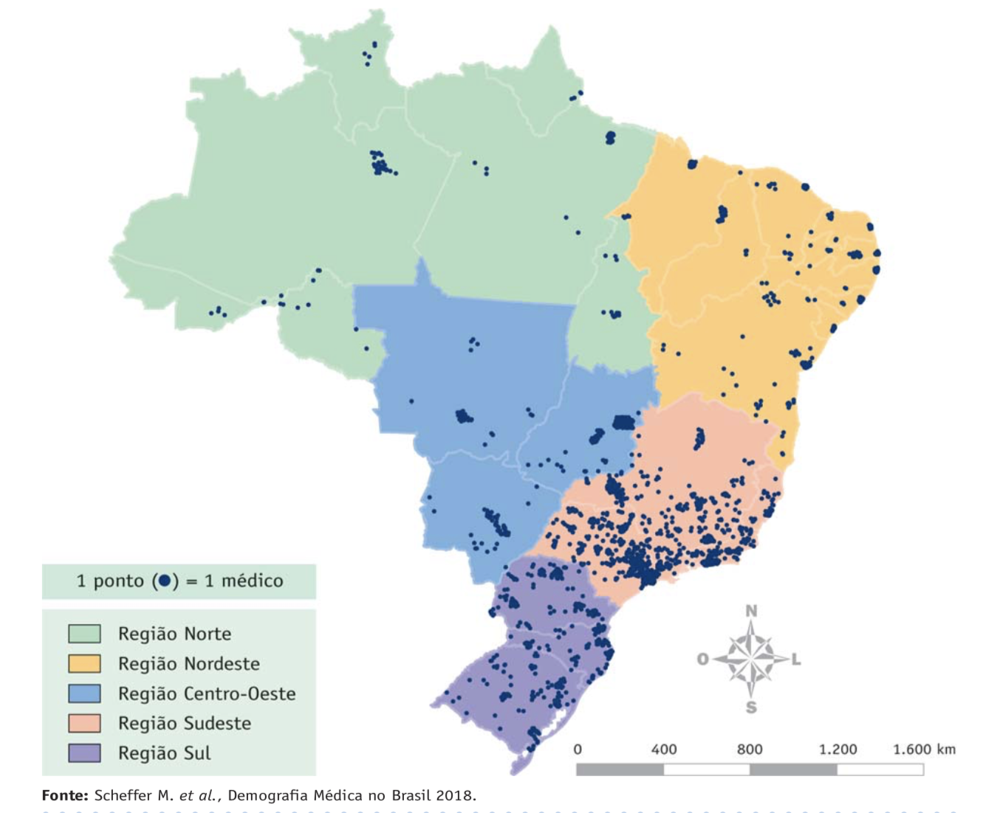 1 ponto (●) = 1 médico
Região Norte
Região Nordeste
Região Centro-Oeste
Região Sudeste
Região Sul
N
O
L
S
0 400 800 1.200 1.600 km
Fonte: Scheffer M. et al., Demografia Médica no Brasil 2018.